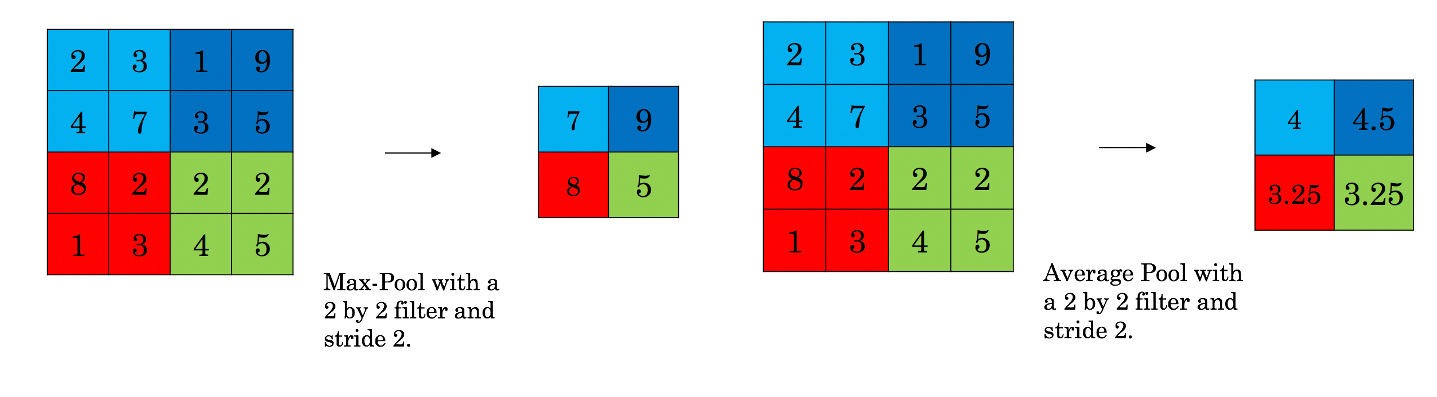 2 3 1 9
4 7 3 5
8 2 2 2
1 3 4 5
Max-Pool with a
2 by 2 filter and
stride 2.
7 9
8 5
2 3 1 9
4 7 3 5
8 2 2 2
1 3 4 5
Average Pool with
a 2 by 2 filter and
stride 2.
4 4.5
3.25 3.25